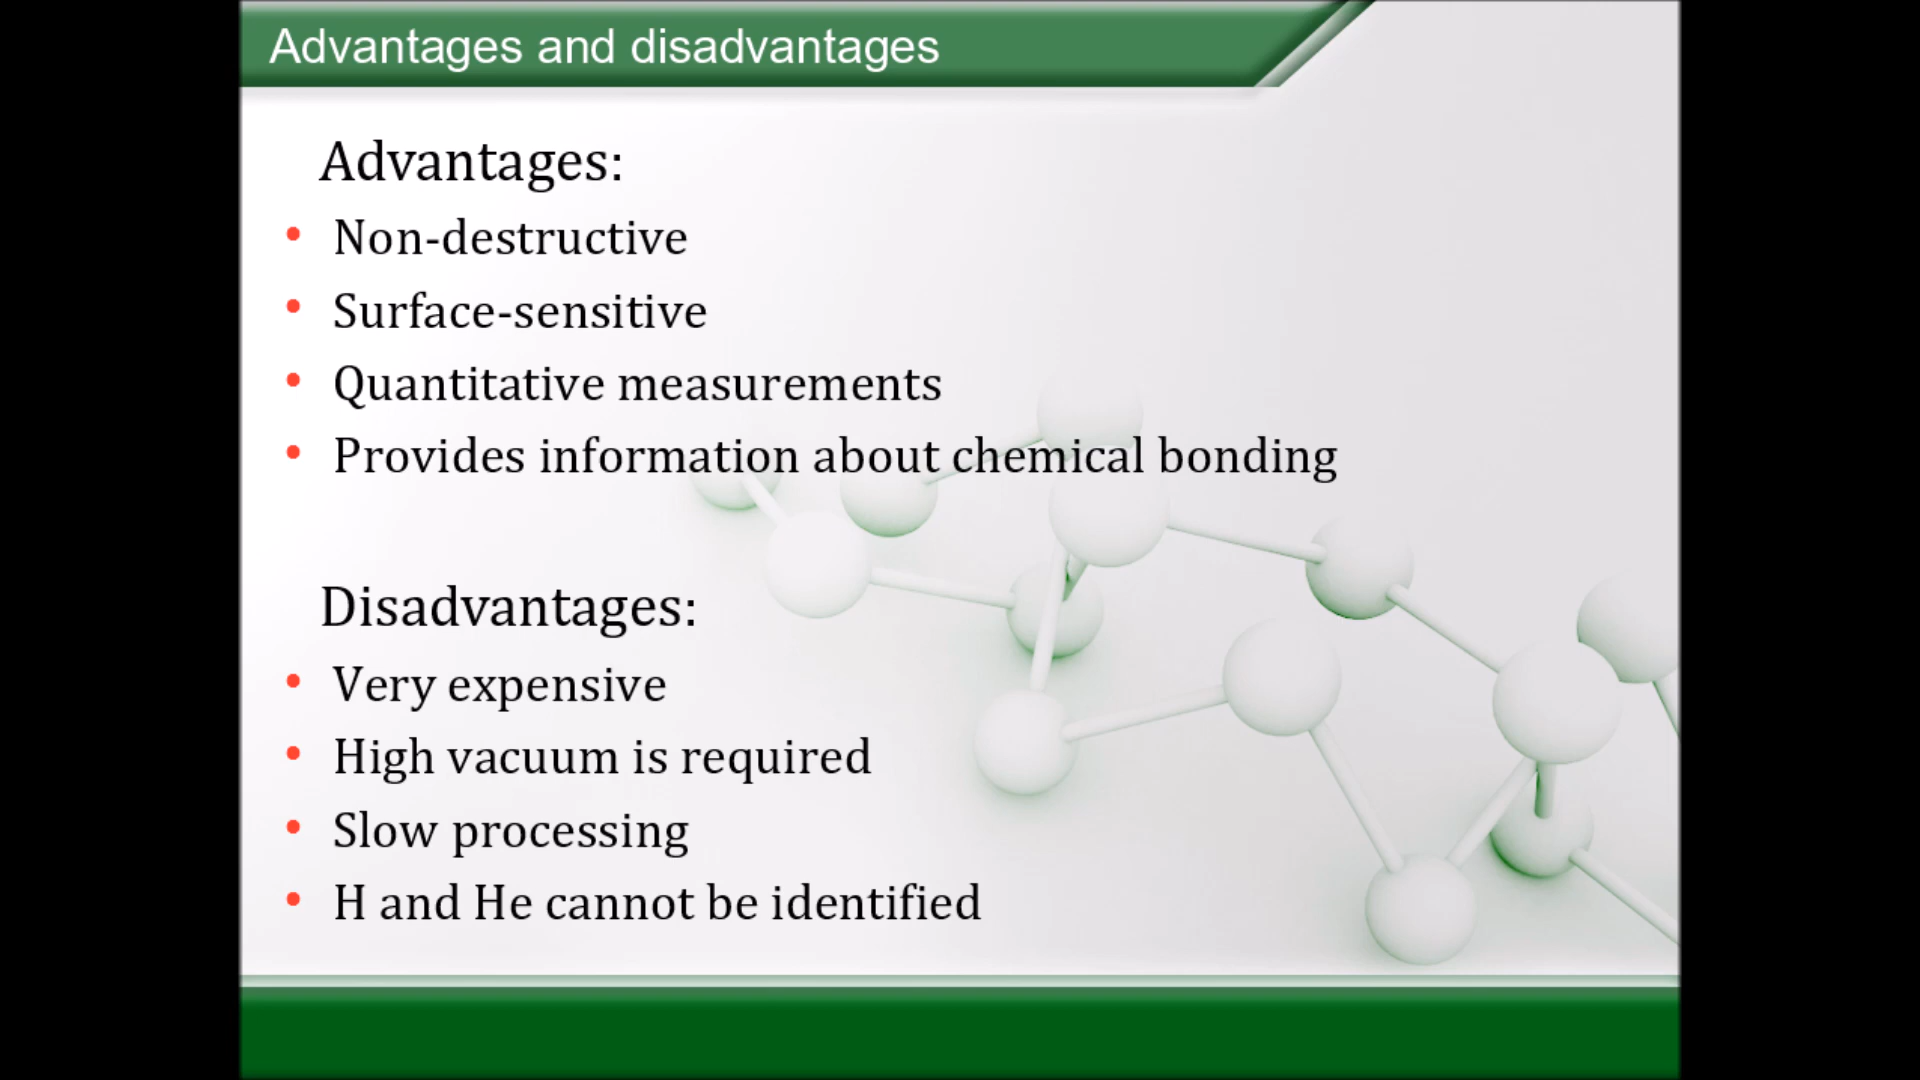 Advantages and disadvantages
Advantages:
• Non-destructive
• Surface-sensitive
• Quantitative measurements
• Provides information about chemical bonding
Disadvantages:
• Very expensive
• High vacuum is required
• Slow processing
• H and He cannot be identified